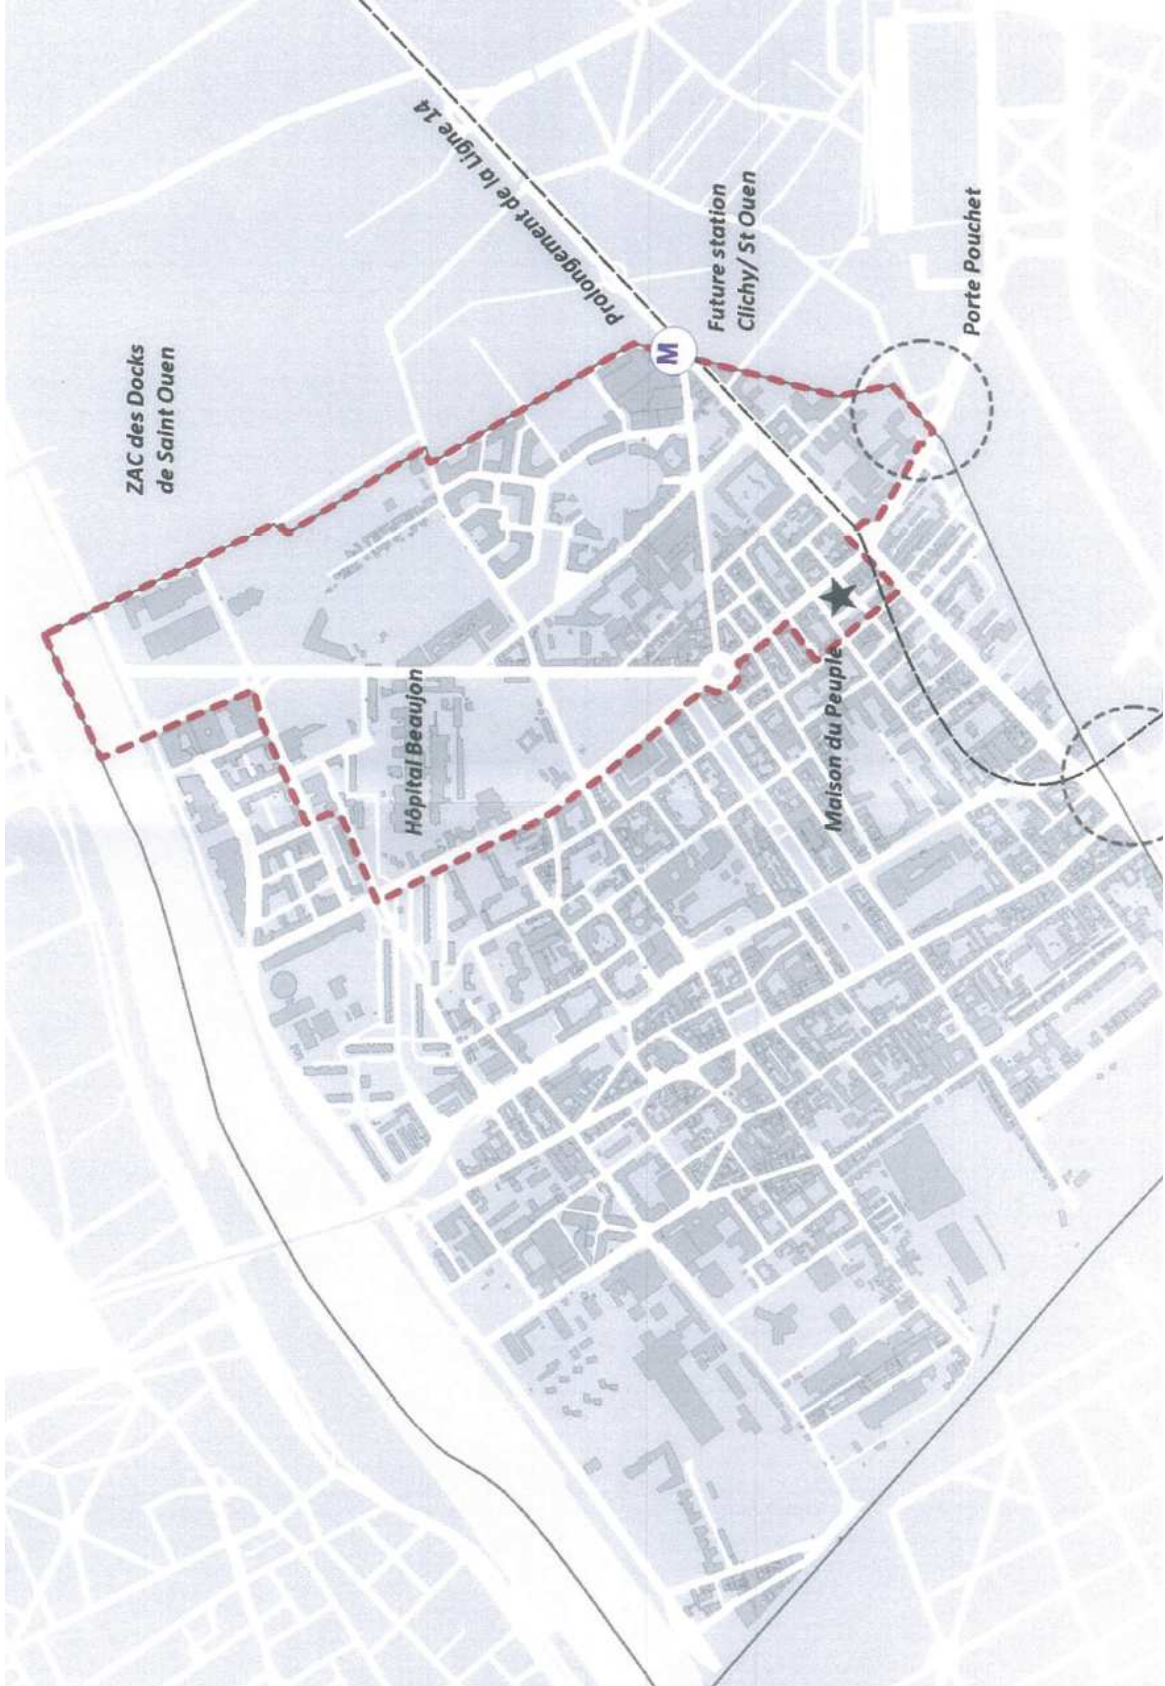 ZAC des Docks
de Saint Ouen
Prolongement de la Ligne 14
Future station
Clichy/ St Ouen
M
Porte Pouchet
Hôpital Beaujon
Maison du Peuple